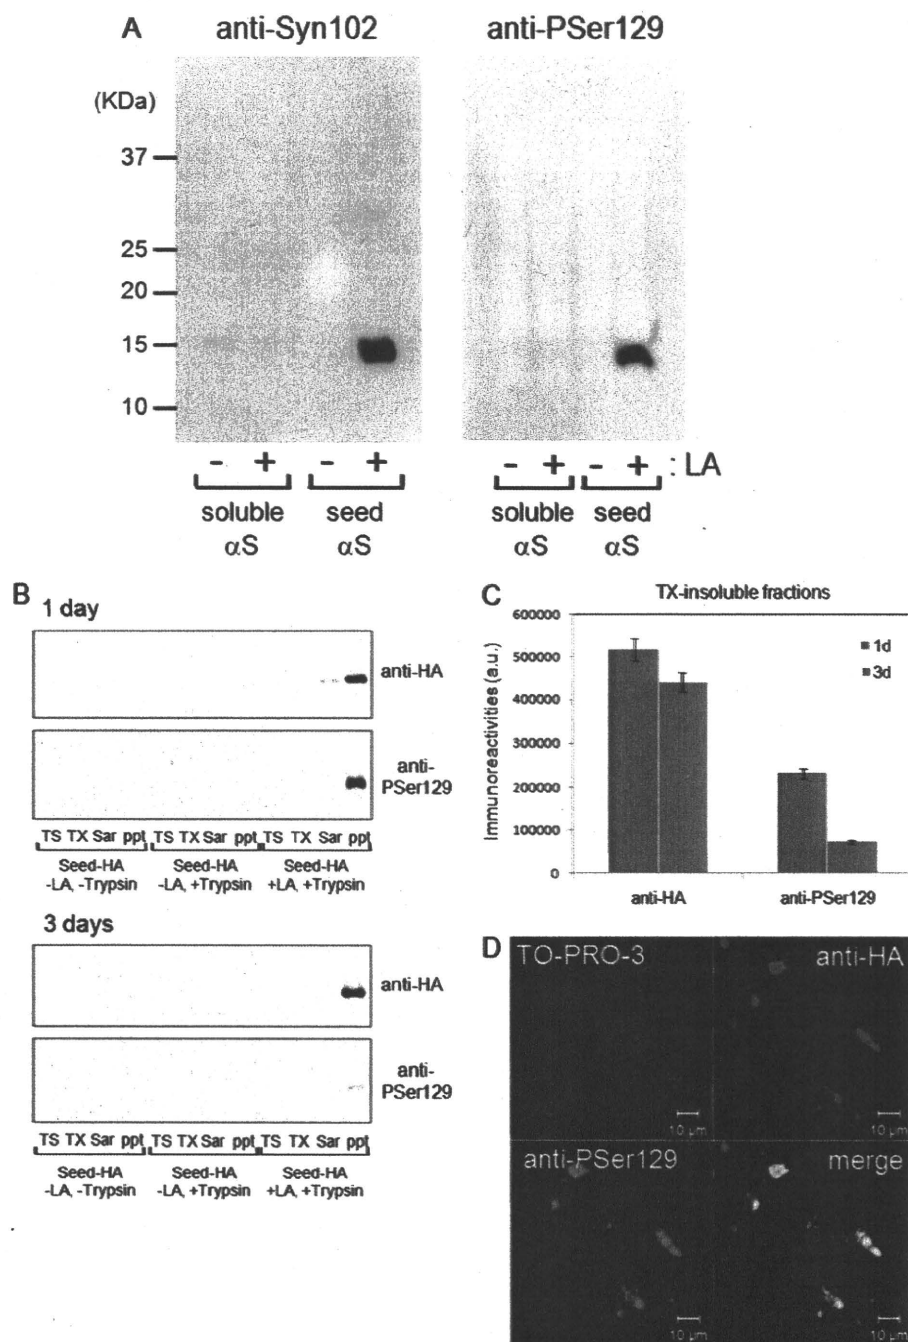 A
anti-Syn102 anti-PSer129
(KDa)
37
25
20
15
10
- + - + - + - + : LA
soluble seed soluble seed
αS αS αS αS
B
1 day
anti-HA
anti-
PSer129
TS TX Sar ppt TS TX Sar ppt TS TX Sar ppt
Seed-HA Seed-HA Seed-HA
-LA, -Trypsin -LA, +Trypsin +LA, +Trypsin
3 days
anti-HA
anti-
PSer129
TS TX Sar ppt TS TX Sar ppt TS TX Sar ppt
Seed-HA Seed-HA Seed-HA
-LA, -Trypsin -LA, +Trypsin +LA, +Trypsin
C
TX-insoluble fractions
Immunoreactivities (a.u.)
600000
500000
400000
300000
200000
100000
0
1d
3d
anti-HA anti-PSer129
D
TO-PRO-3 anti-HA
10 µm 10 µm
anti-PSer129 merge
10 µm 10 µm